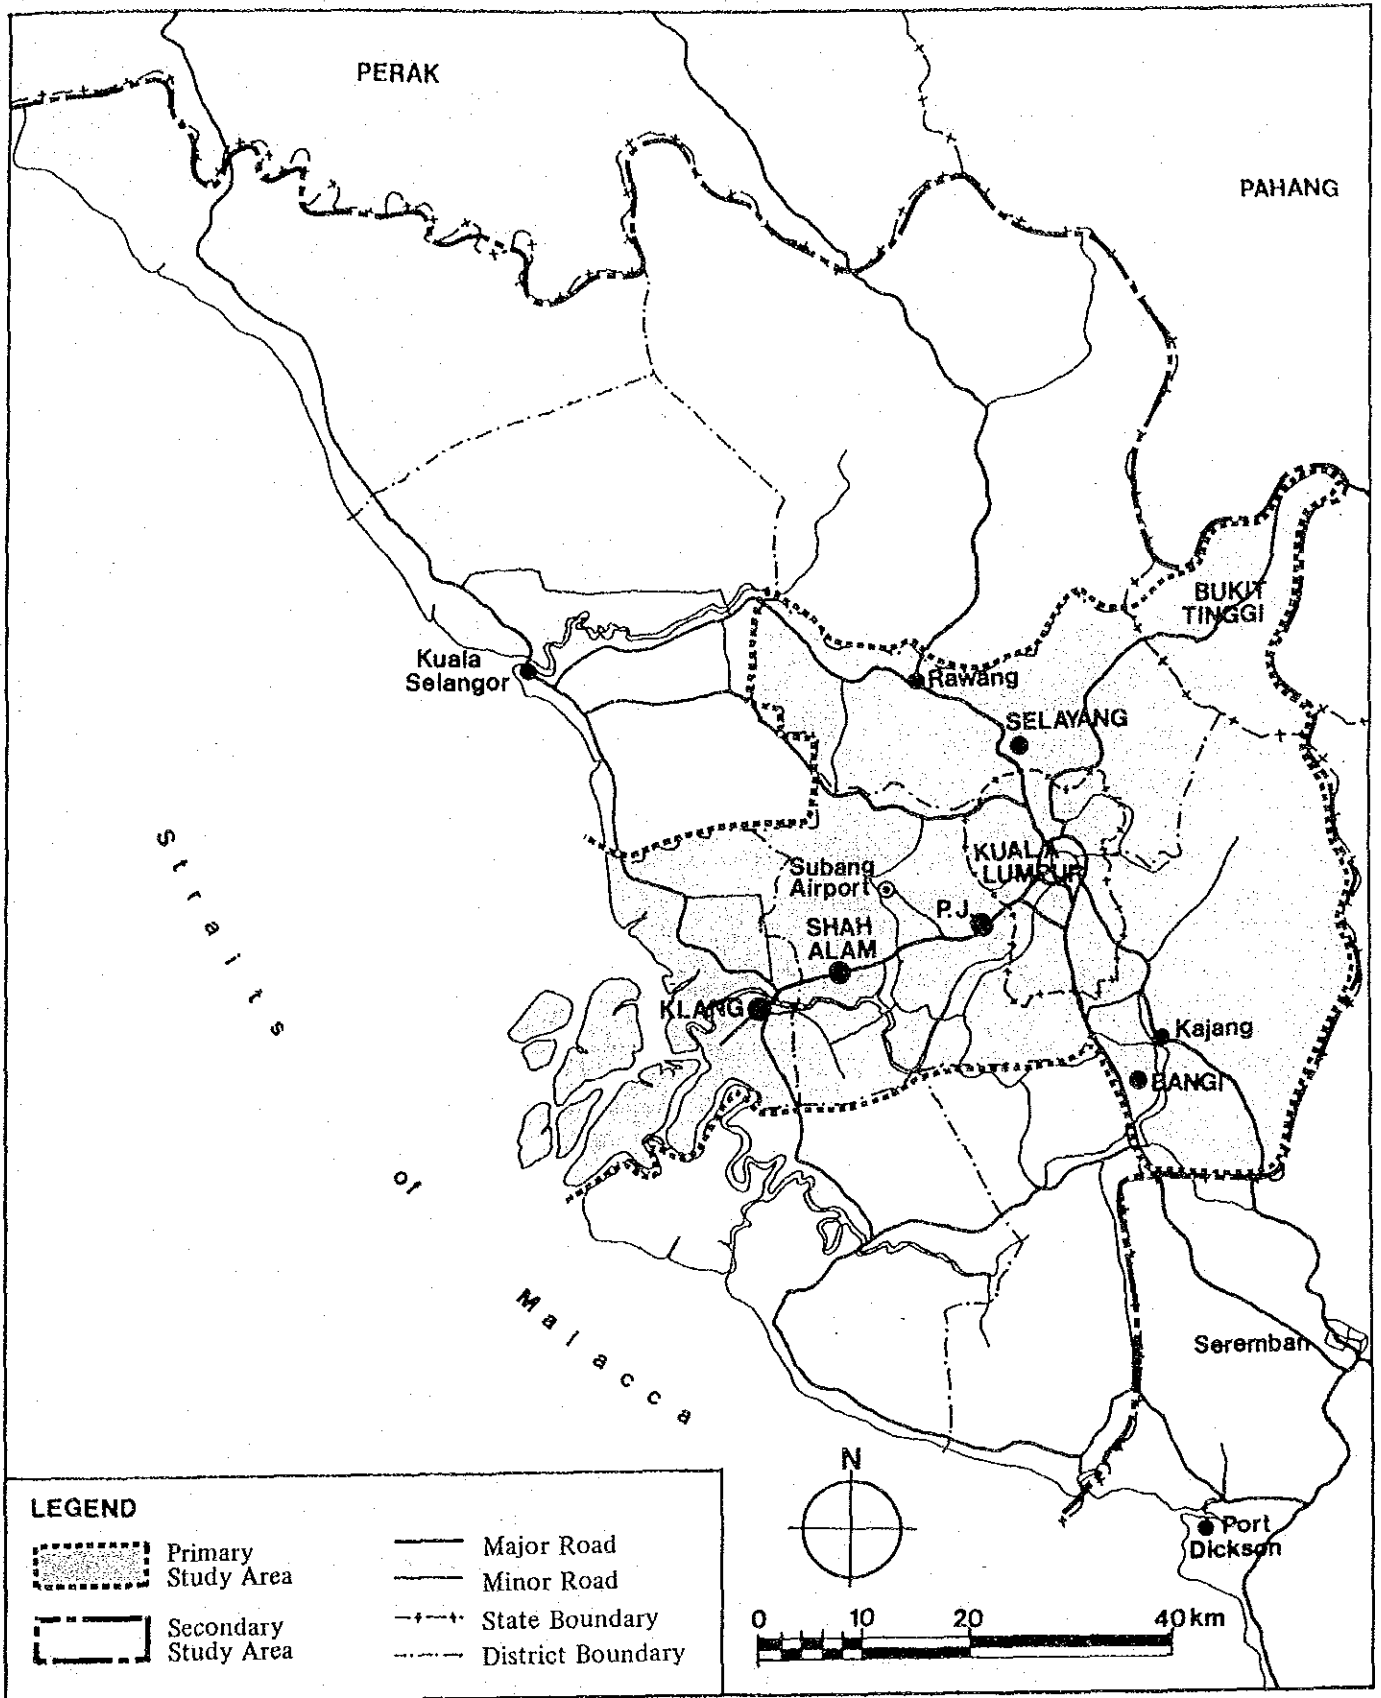 PERAK
PAHANG
BUKIT
TINGGI
Kuala
Selangor
Rawang
SELAYANG
KUALA
LUMPUR
Subang
Airport
P.J.
SHAH
ALAM
KLANG
Kajang
BANGI
Straits
of
Malacca
Seremban
N
Port
Dickson
0 10 20 40 km
LEGEND
Primary
Study Area
Secondary
Study Area
Major Road
Minor Road
State Boundary
District Boundary